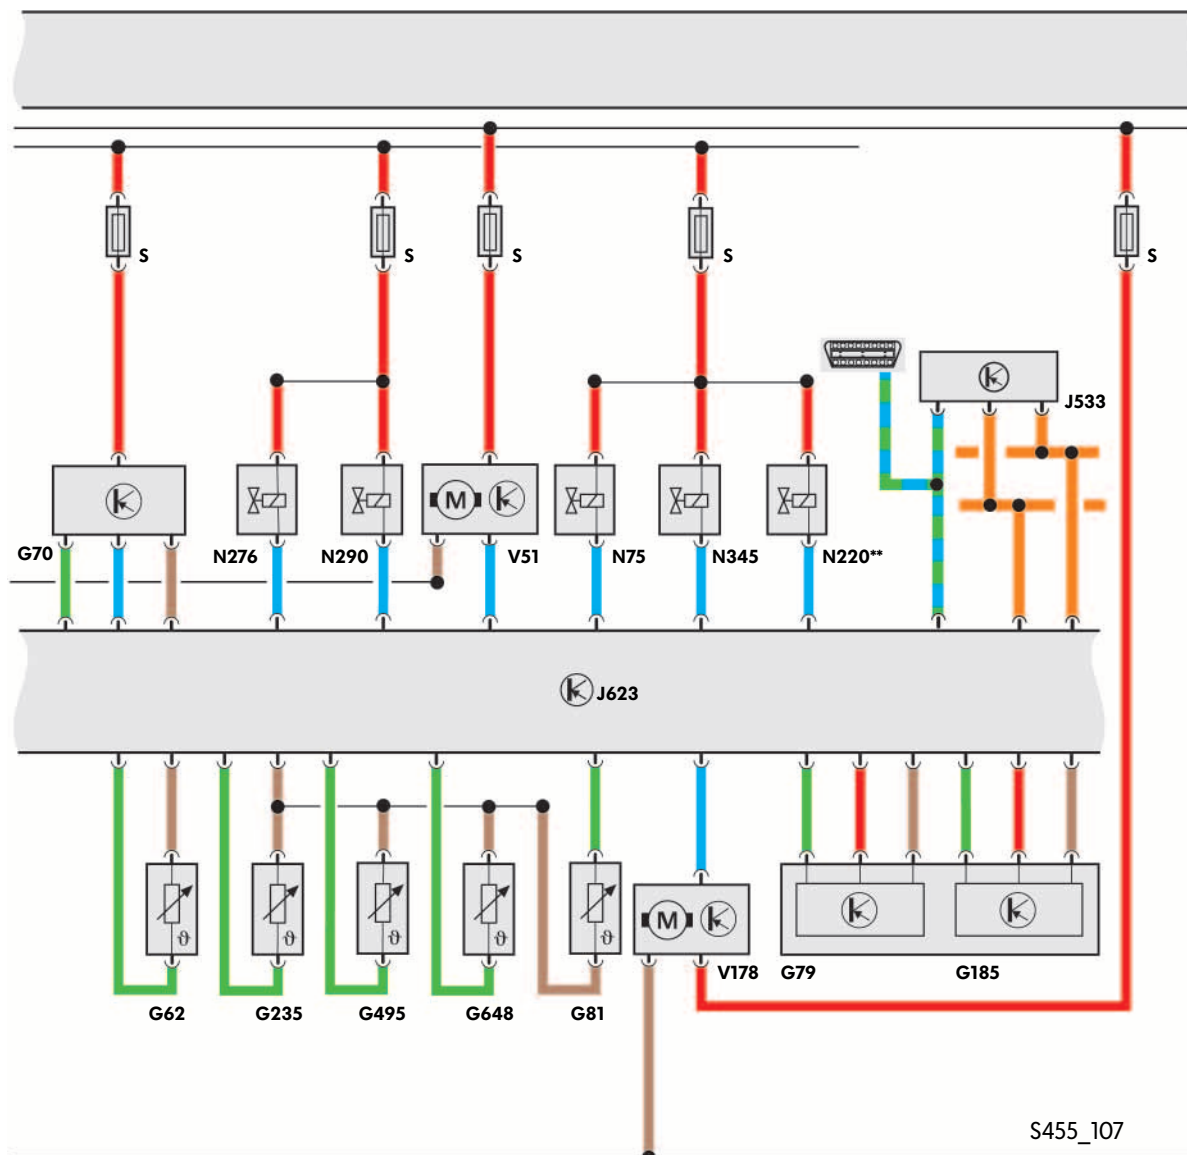 S S S S S
J533
G70 N276 N290 V51 N75 N345 N220**
M
J623
M
ϑ ϑ ϑ ϑ ϑ
V178 G79 G185
G62 G235 G495 G648 G81
S455_107